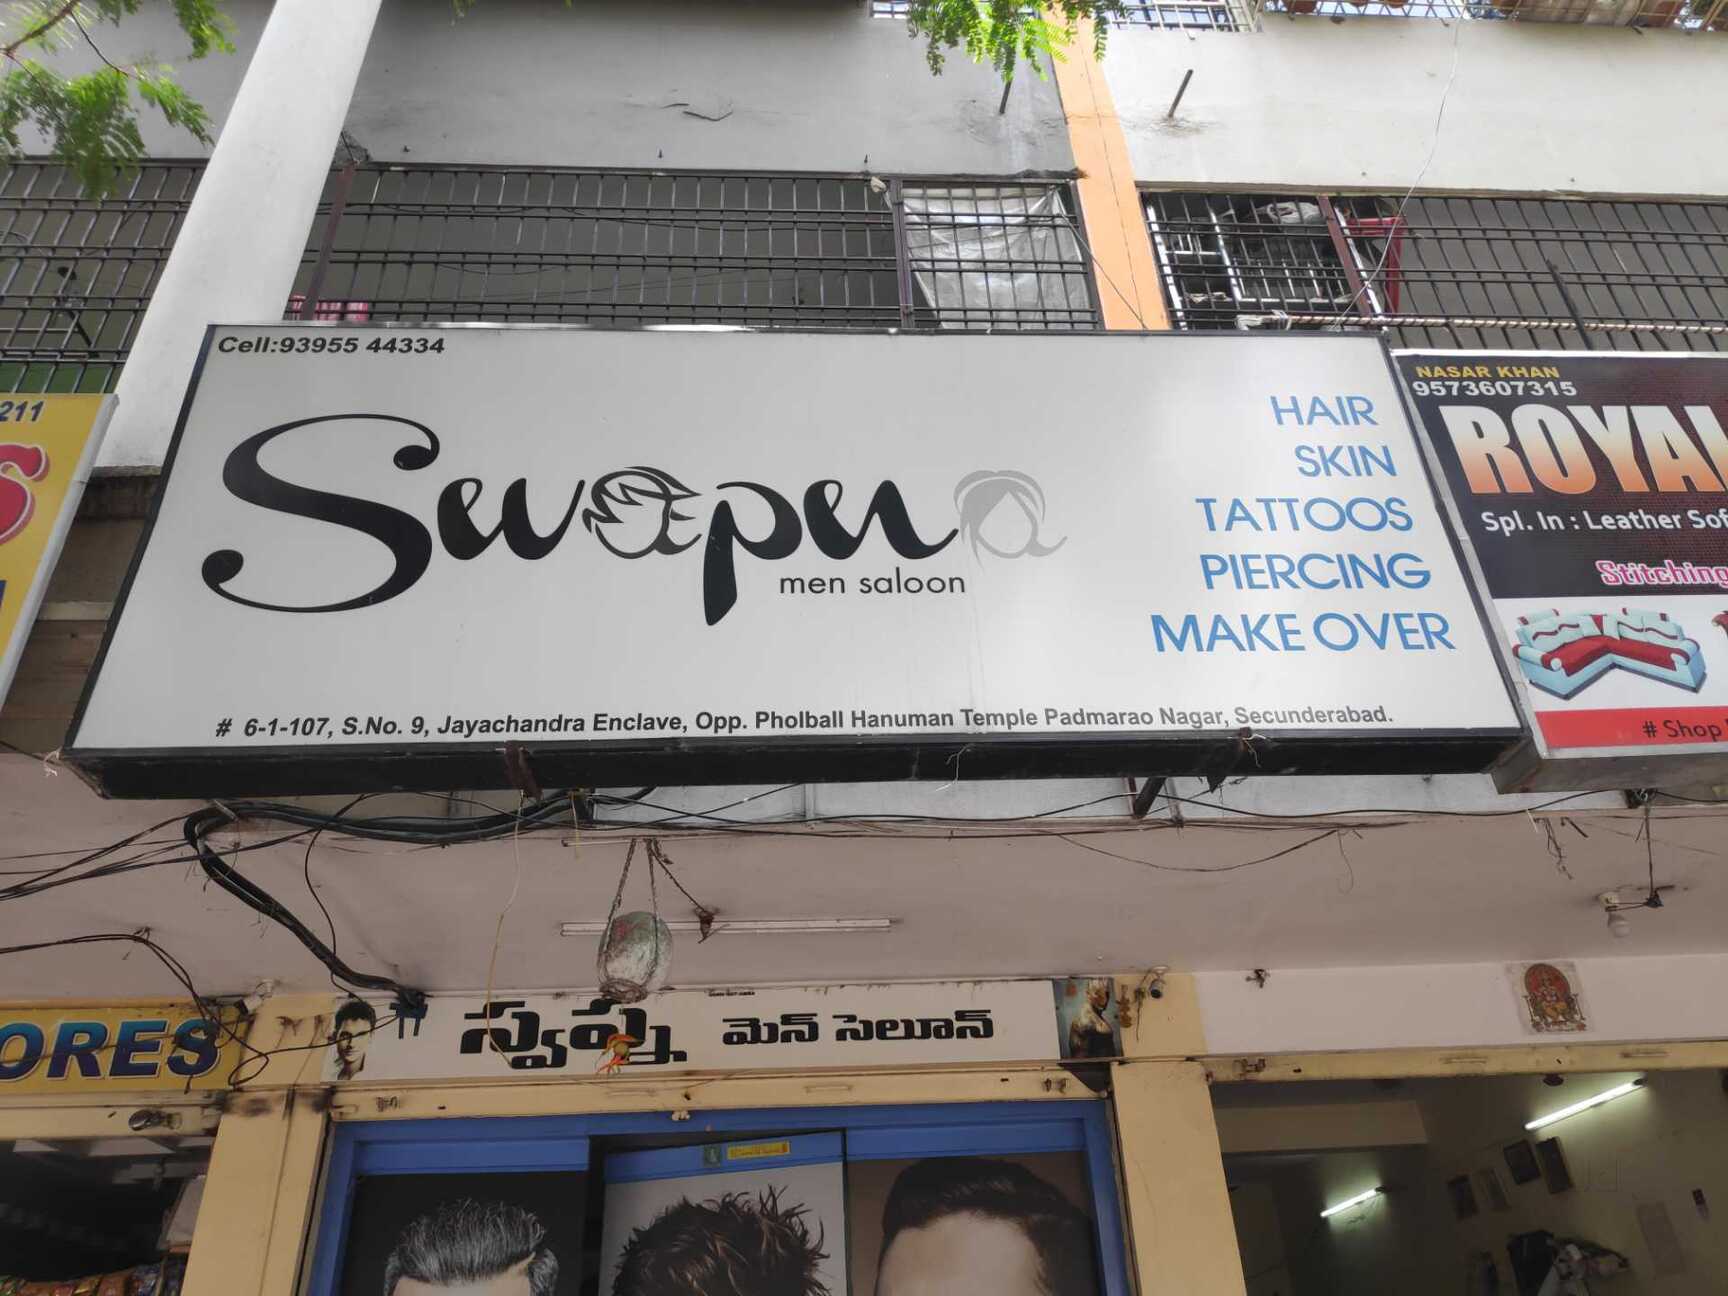 Cell:93955 44334
Swapna
men saloon
HAIR
SKIN
TATTOOS
PIERCING
MAKE OVER
# 6-1-107, S.No. 9, Jayachandra Enclave, Opp. Pholball Hanuman Temple Padmarao Nagar, Secunderabad.
211
S
ORES
NASAR KHAN
9573607315
ROYAL
Spl. In : Leather Sof
Stitching
# Shop
స్వప్న మెన్ సెలూన్